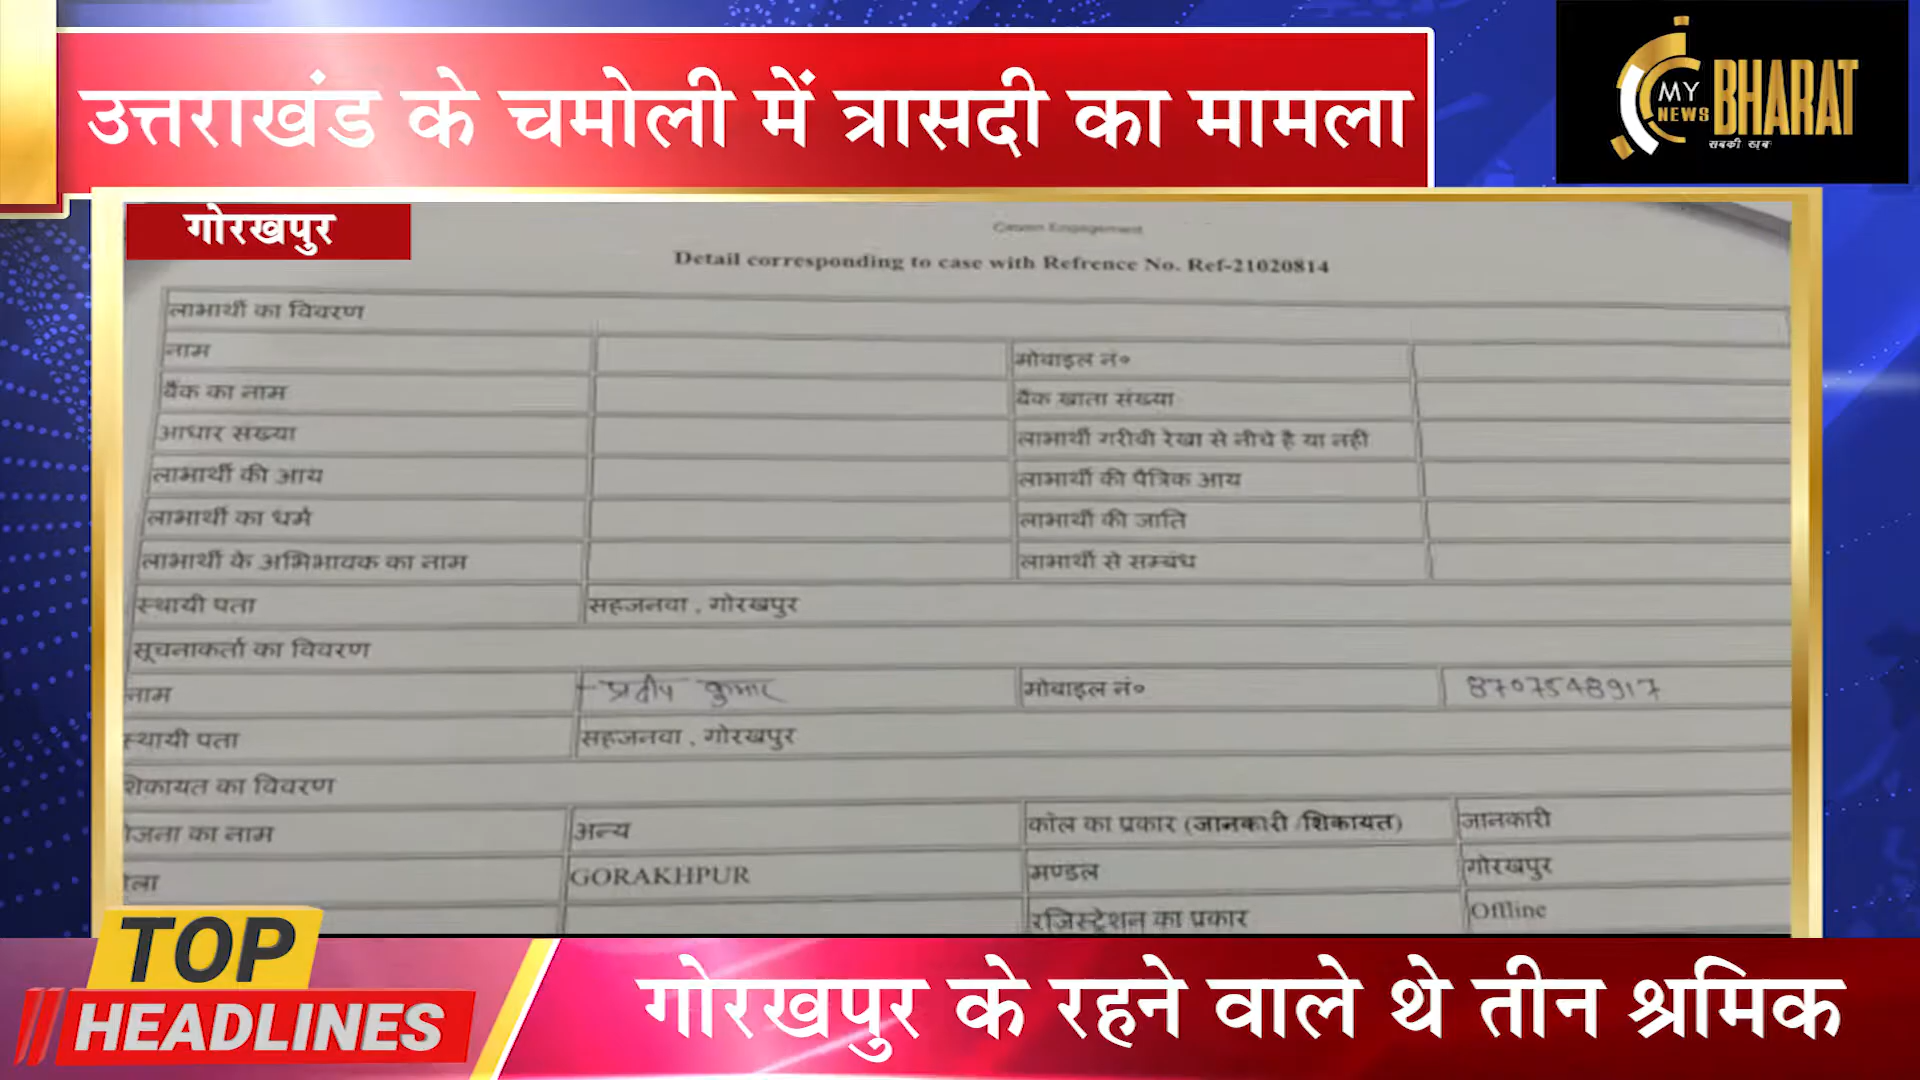 उत्तराखंड के चमोली में त्रासदी का मामला
MY NEWS BHARAT
सबकी
गोरखपुर
Citizen Engagement
Detail corresponding to case with Refrence No. Ref-21020814
लाभार्थी का विवरण
नाम मोबाइल नं०
बैंक का नाम बैंक खाता संख्या
आधार संख्या लाभार्थी गरीबी रेखा से नीचे है या नहीं
लाभार्थी की आय लाभार्थी की पैत्रिक आय
लाभार्थी का धर्म लाभार्थी की जाति
लाभार्थी के अभिभावक का नाम लाभार्थी से सम्बंध
स्थायी पता सहजनवा , गोरखपुर
सूचनाकर्ता का विवरण
नाम प्रदीप कुमार मोबाइल नं० 8707548917
स्थायी पता सहजनवा , गोरखपुर
शिकायत का विवरण
का नाम अन्य कॉल का प्रकार (जानकारी /शिकायत) जानकारी
GORAKHPUR मण्डल गोरखपुर
रजिस्ट्रेशन का प्रकार Offline
TOP
HEADLINES
गोरखपुर के रहने वाले थे तीन श्रमिक